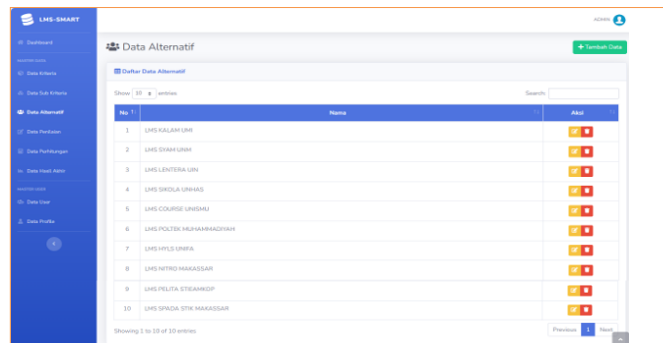 LMS-SMART
ADMIN
Dashboard
Data Alternatif
Tambah Data
MASTER DATA
Data Kriteria
Data Sub Kriteria
Data Alternatif
Data Penilaian
Data Perhitungan
Data Hasil Akhir
MASTER USER
Data User
Data Profile
Daftar Data Alternatif
Show 10 entries
Search:
No Nama Aksi
1 LMS KALAM UMI
2 LMS SYAM UNM
3 LMS LENTERA UIN
4 LMS SIKOLA UNHAS
5 LMS COURSE UNISMU
6 LMS POLTEK MUHAMMADIYAH
7 LMS UNIFA
8 LMS NITRO MAKASSAR
9 LMS PELITA STIEAMKOP
10 LMS SPADA STIK MAKASSAR
Showing 1 to 10 of 10 entries
Previous 1 Next